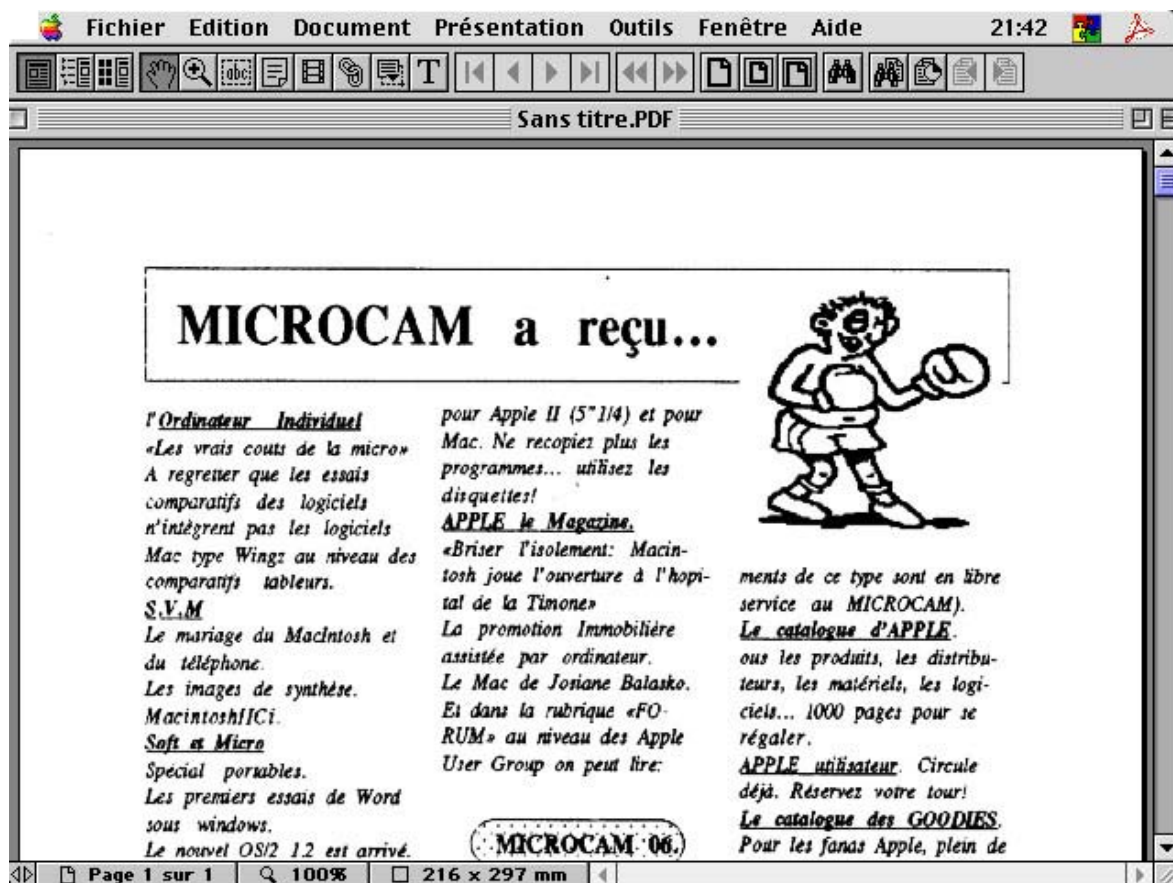 Fichier Edition Document Présentation Outils Fenêtre Aide 21:42
abc T
Sans titre.PDF
MICROCAM a reçu...
l'Ordinateur Individuel
«Les vrais couts de la micro»
A regretter que les essais
comparatifs des logiciels
n'intègrent pas les logiciels
Mac type Wingz au niveau des
comparatifs tableurs.
S.V.M
Le mariage du MacIntosh et
du téléphone.
Les images de synthèse.
MacintoshIICi.
Soft et Micro
Spécial portables.
Les premiers essais de Word
sous windows.
Le nouvel OS/2 1.2 est arrivé.
pour Apple II (5"1/4) et pour
Mac. Ne recopiez plus les
programmes... utilisez les
disquettes!
APPLE le Magazine.
«Briser l'isolement: Macin-
tosh joue l'ouverture à l'hopi-
tal de la Timone»
La promotion Immobilière
assistée par ordinateur.
Le Mac de Josiane Balasko.
Et dans la rubrique «FO-
RUM» au niveau des Apple
User Group on peut lire:
MICROCAM 06.
ments de ce type sont en libre
service au MICROCAM).
Le catalogue d'APPLE.
ous les produits, les distribu-
teurs, les matériels, les logi-
ciels... 1000 pages pour se
régaler.
APPLE utilisateur. Circule
déjà. Réservez votre tour!
Le catalogue des GOODIES.
Pour les fanas Apple, plein de
Page 1 sur 1 100% 216 x 297 mm